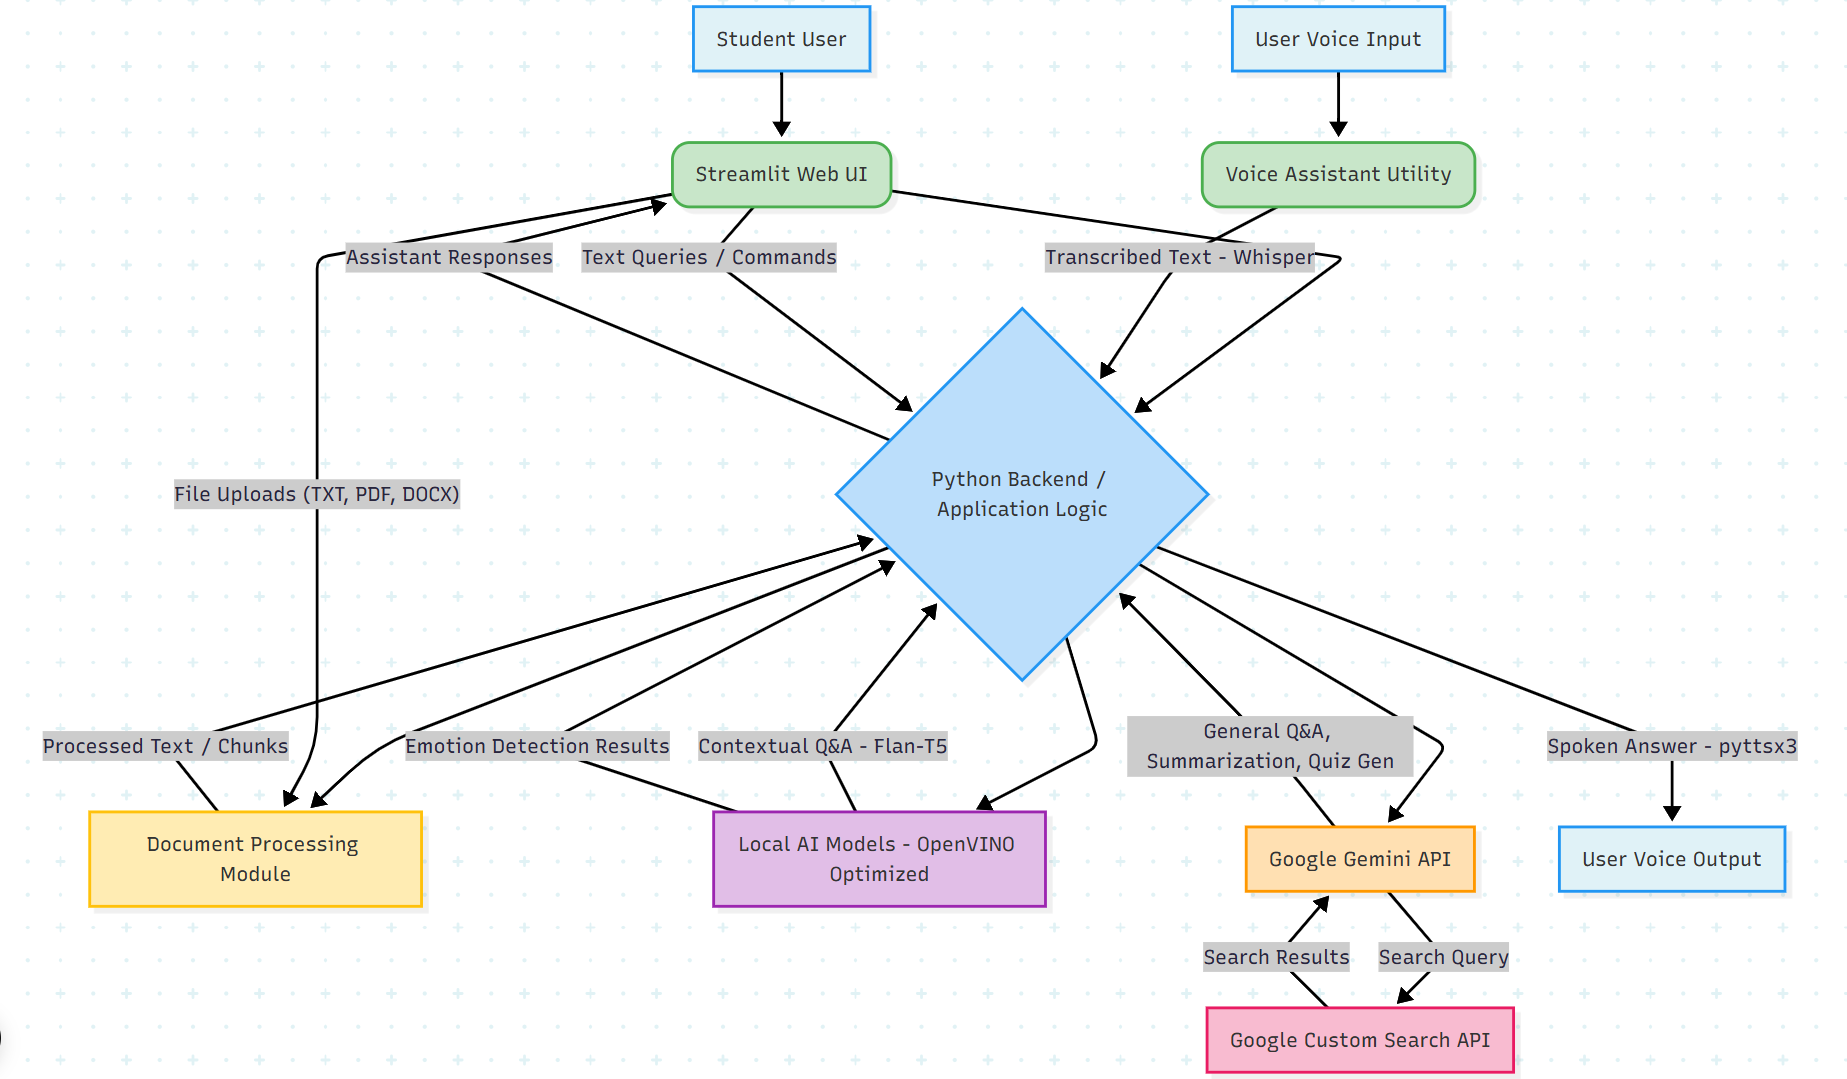 Student User
User Voice Input
Streamlit Web UI
Voice Assistant Utility
Assistant Responses
Text Queries / Commands
Transcribed Text - Whisper
Python Backend /
Application Logic
File Uploads (TXT, PDF, DOCX)
Processed Text / Chunks
Emotion Detection Results
Contextual Q&A - Flan-T5
General Q&A,
Summarization, Quiz Gen
Spoken Answer - pyttsx3
Document Processing
Module
Local AI Models - OpenVINO
Optimized
Google Gemini API
User Voice Output
Search Results
Search Query
Google Custom Search API